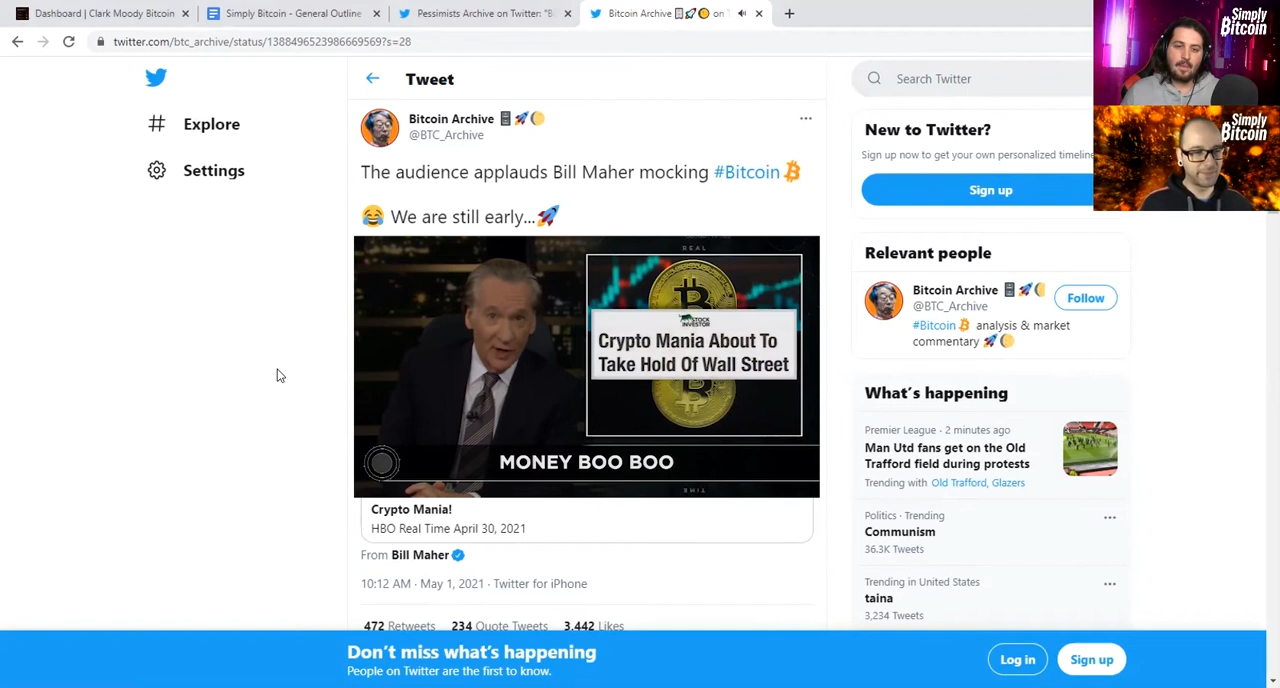 Dashboard | Clark Moody Bitcoin
Simply Bitcoin - General Outline
Pessimists Archive on Twitter: "B
Bitcoin Archive on T
twitter.com/btc_archive/status/1388496523986669569?s=28
Simply
Bitcoin
Simply
Bitcoin
Explore
Settings
Tweet
Bitcoin Archive
@BTC_Archive
The audience applauds Bill Maher mocking #Bitcoin
😂 We are still early...🚀
REAL
INVESTOR
Crypto Mania About To
Take Hold Of Wall Street
MONEY BOO BOO
TIME
Crypto Mania!
HBO Real Time April 30, 2021
From Bill Maher
10:12 AM · May 1, 2021 · Twitter for iPhone
472 Retweets 234 Quote Tweets 3,442 Likes
Search Twitter
New to Twitter?
Sign up now to get your own personalized timeline
Sign up
Relevant people
Bitcoin Archive
@BTC_Archive
Follow
#Bitcoin analysis & market
commentary 🚀🌔
What's happening
Premier League · 2 minutes ago
Man Utd fans get on the Old
Trafford field during protests
Trending with Old Trafford, Glazers
Politics · Trending
Communism
36.3K Tweets
Trending in United States
taina
3,234 Tweets
Don't miss what's happening
People on Twitter are the first to know.
Log in
Sign up